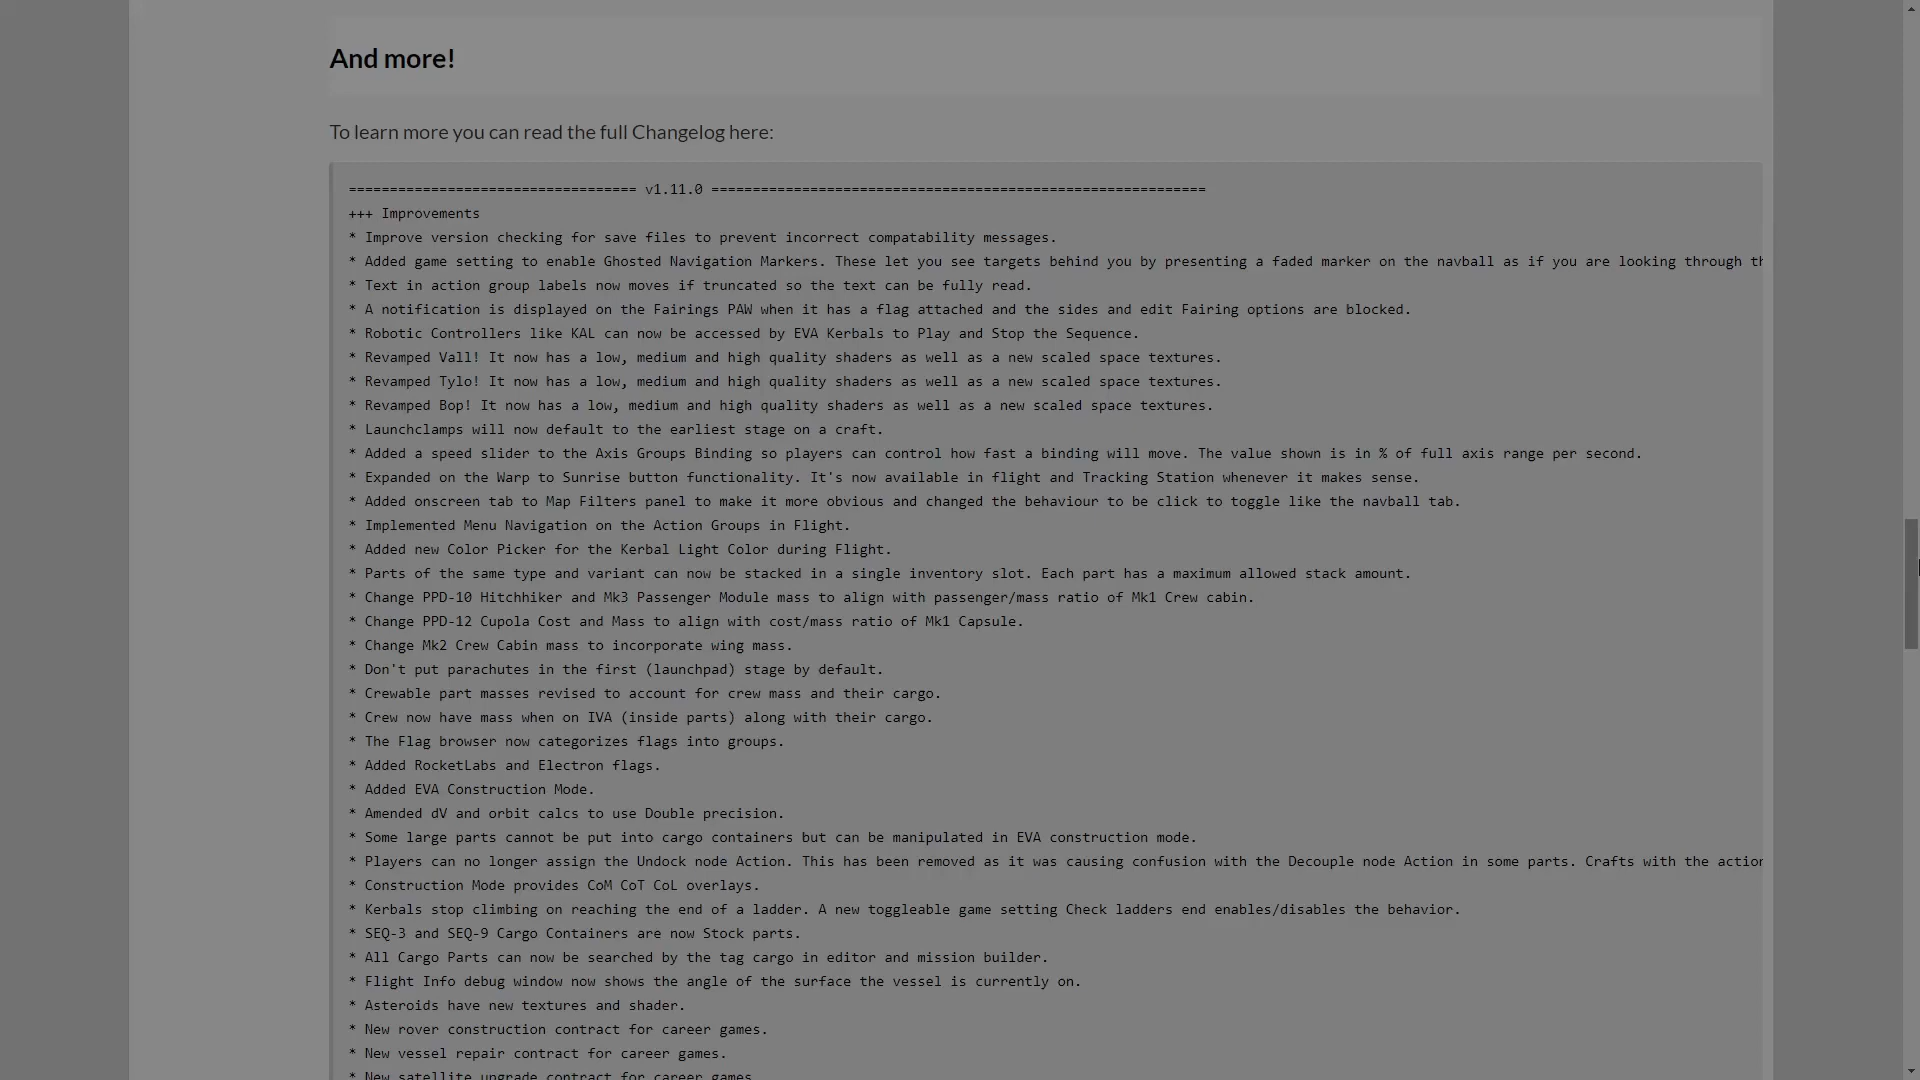 And more!
To learn more you can read the full Changelog here:
=================================== v1.11.0 ============================================================
+++ Improvements
* Improve version checking for save files to prevent incorrect compatability messages.
* Added game setting to enable Ghosted Navigation Markers. These let you see targets behind you by presenting a faded marker on the navball as if you are looking through th
* Text in action group labels now moves if truncated so the text can be fully read.
* A notification is displayed on the Fairings PAW when it has a flag attached and the sides and edit Fairing options are blocked.
* Robotic Controllers like KAL can now be accessed by EVA Kerbals to Play and Stop the Sequence.
* Revamped Vall! It now has a low, medium and high quality shaders as well as a new scaled space textures.
* Revamped Tylo! It now has a low, medium and high quality shaders as well as a new scaled space textures.
* Revamped Bop! It now has a low, medium and high quality shaders as well as a new scaled space textures.
* Launchclamps will now default to the earliest stage on a craft.
* Added a speed slider to the Axis Groups Binding so players can control how fast a binding will move. The value shown is in % of full axis range per second.
* Expanded on the Warp to Sunrise button functionality. It's now available in flight and Tracking Station whenever it makes sense.
* Added onscreen tab to Map Filters panel to make it more obvious and changed the behaviour to be click to toggle like the navball tab.
* Implemented Menu Navigation on the Action Groups in Flight.
* Added new Color Picker for the Kerbal Light Color during Flight.
* Parts of the same type and variant can now be stacked in a single inventory slot. Each part has a maximum allowed stack amount.
* Change PPD-10 Hitchhiker and Mk3 Passenger Module mass to align with passenger/mass ratio of Mk1 Crew cabin.
* Change PPD-12 Cupola Cost and Mass to align with cost/mass ratio of Mk1 Capsule.
* Change Mk2 Crew Cabin mass to incorporate wing mass.
* Don't put parachutes in the first (launchpad) stage by default.
* Crewable part masses revised to account for crew mass and their cargo.
* Crew now have mass when on IVA (inside parts) along with their cargo.
* The Flag browser now categorizes flags into groups.
* Added RocketLabs and Electron flags.
* Added EVA Construction Mode.
* Amended dV and orbit calcs to use Double precision.
* Some large parts cannot be put into cargo containers but can be manipulated in EVA construction mode.
* Players can no longer assign the Undock node Action. This has been removed as it was causing confusion with the Decouple node Action in some parts. Crafts with the action
* Construction Mode provides CoM CoT CoL overlays.
* Kerbals stop climbing on reaching the end of a ladder. A new toggleable game setting Check ladders end enables/disables the behavior.
* SEQ-3 and SEQ-9 Cargo Containers are now Stock parts.
* All Cargo Parts can now be searched by the tag cargo in editor and mission builder.
* Flight Info debug window now shows the angle of the surface the vessel is currently on.
* Asteroids have new textures and shader.
* New rover construction contract for career games.
* New vessel repair contract for career games.
* New satellite upgrade contract for career games